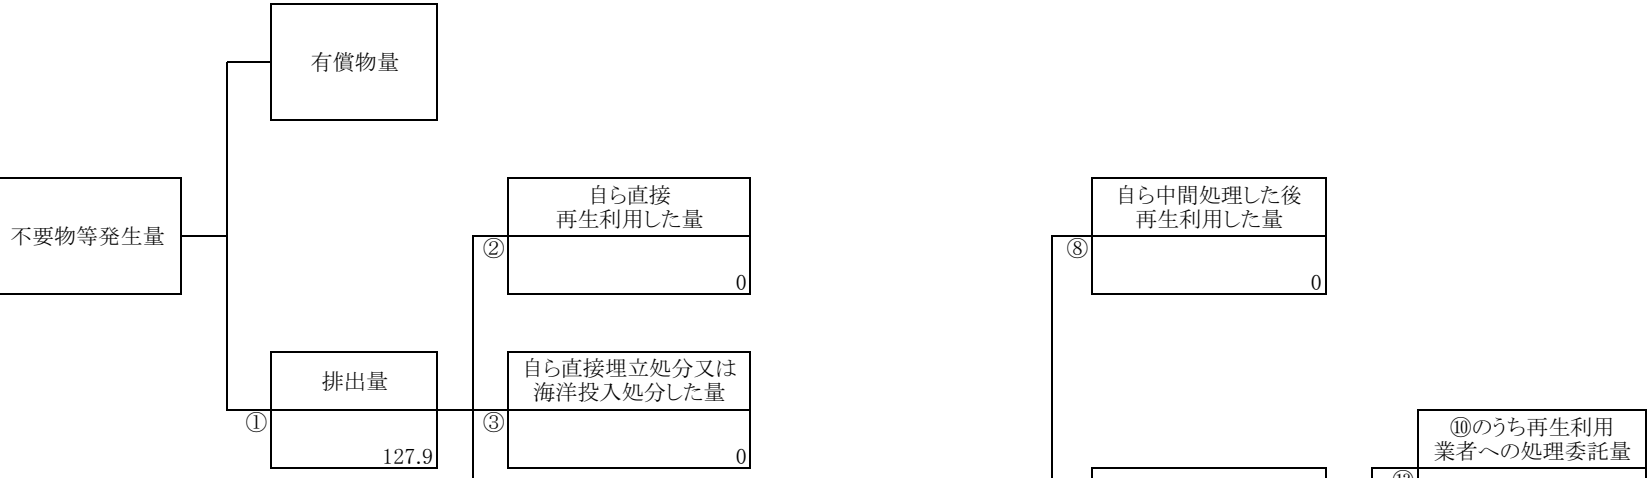 有償物量
不要物等発生量
自ら直接
再生利用した量
②
0
自ら中間処理した後
再生利用した量
⑧
0
排出量
①
127.9
自ら直接埋立処分又は
海洋投入処分した量
③
0
⑩のうち再生利用
業者への処理委託量